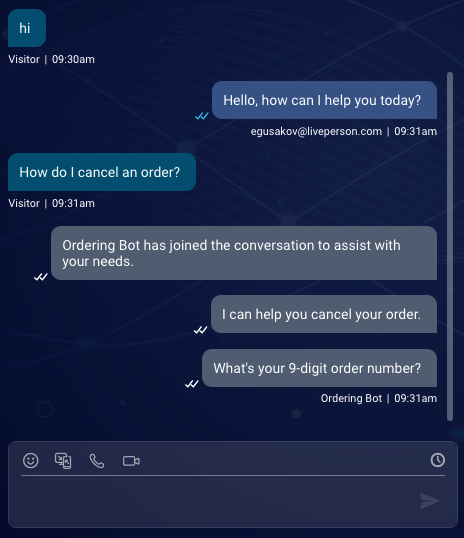 hi
Visitor | 09:30am
Hello, how can I help you today?
egusakov@liveperson.com | 09:31am
How do I cancel an order?
Visitor | 09:31am
Ordering Bot has joined the conversation to assist with
your needs.
I can help you cancel your order.
What's your 9-digit order number?
Ordering Bot | 09:31am